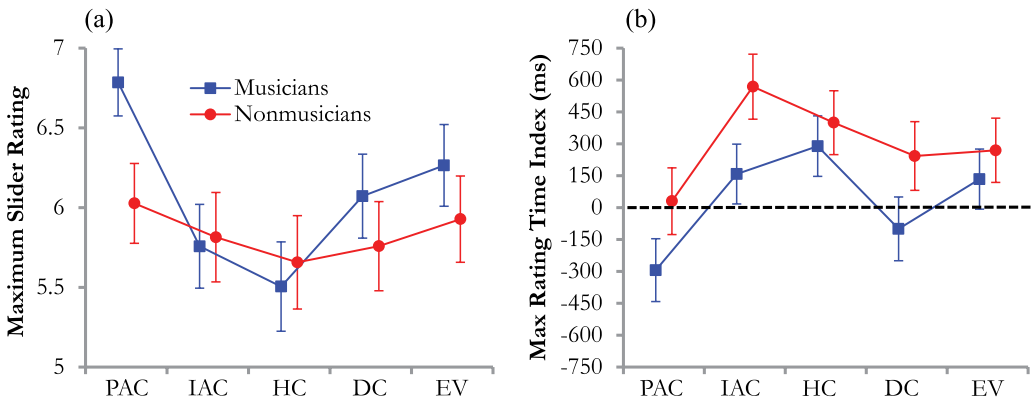 (a)
Maximum Slider Rating
7
6.5
6
5.5
5
Musicians
Nonmusicians
PAC IAC HC DC EV
(b)
Max Rating Time Index (ms)
750
600
450
300
150
0
-150
-300
-450
-600
-750
PAC IAC HC DC EV